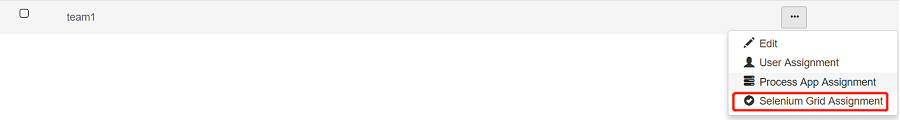 team1
Edit
User Assignment
Process App Assignment
Selenium Grid Assignment